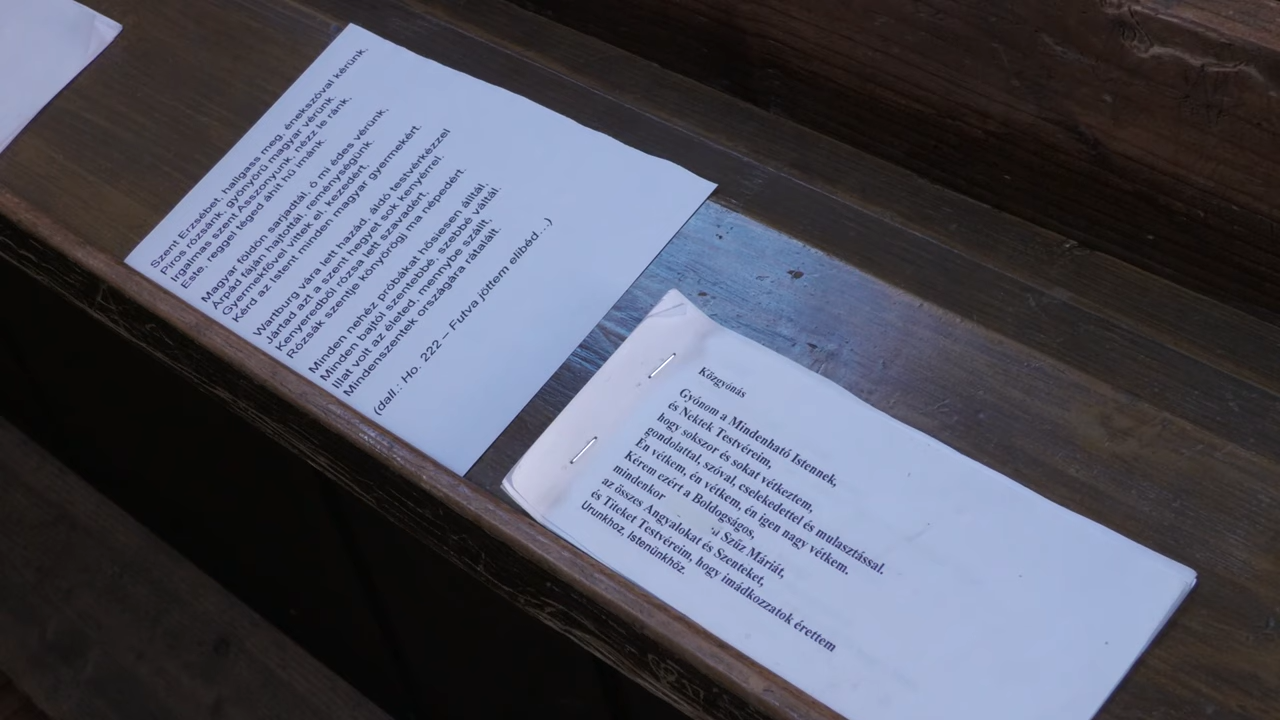 Szent Erzsébet, hallgass meg, énekszóval kérünk.
Piros rózsánk, gyönyörű magyar vérünk.
Irgalmas szent Asszonyunk, nézz le ránk.
Este, reggel téged áhít hű imánk.
Magyar földön sarjadtál, ó mi édes vérünk,
Árpád fáján hajtottál, reménységünk.
Gyermekfővel vittek el, kezedért,
Kérd az Istent minden magyar gyermekért.
Wartburg vára lett hazád, áldó testvérkézzel
Jártad azt a szent hegyet sok kenyérrel.
Kenyeredből rózsa lett szavadért,
Rózsák szentje könyörögj ma népedért.
Minden nehéz próbákat hősiesen álltál,
Minden bajtól szentebbé, szebbé váltál.
Illat volt az életed, mennybe szállt,
Mindenszentek országára rátalált.
(dall.: Ho. 222 – Futva jöttem elibéd…)
Közgyónás
Gyónom a Mindenható Istennek,
és Nektek Testvéreim,
hogy sokszor és sokat vétkeztem,
gondolattal, szóval, cselekedettel és mulasztással.
Én vétkem, én vétkem, én igen nagy vétkem.
Kérem ezért a Boldogságos,
mindenkor Szűz Máriát,
az összes Angyalokat és Szenteket,
és Titeket Testvéreim, hogy imádkozzatok érettem
Urunkhoz, Istenünkhöz.